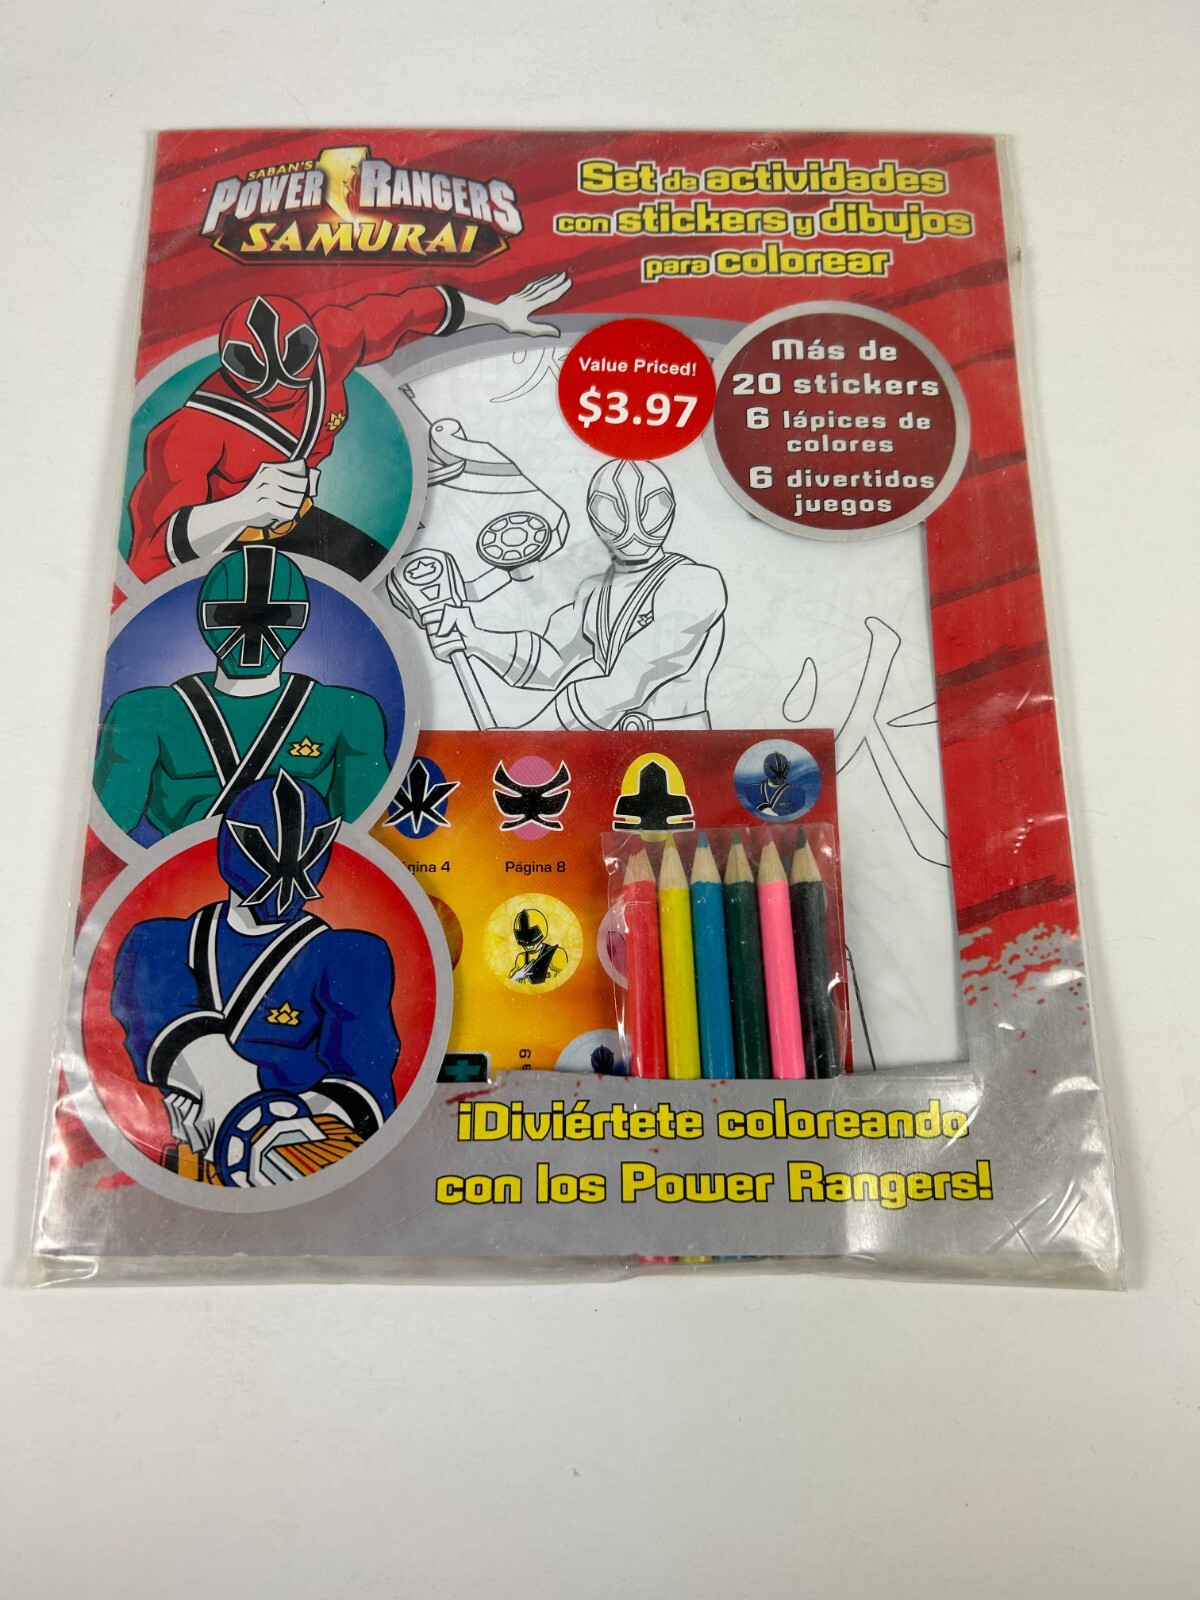 SABAN'S
POWER RANGERS
SAMURAI
Set de actividades
con stickers y dibujos
para colorear
Value Priced!
$3.97
Más de
20 stickers
6 lápices de
colores
6 divertidos
juegos
Página 8
¡Diviértete coloreando
con los Power Rangers!